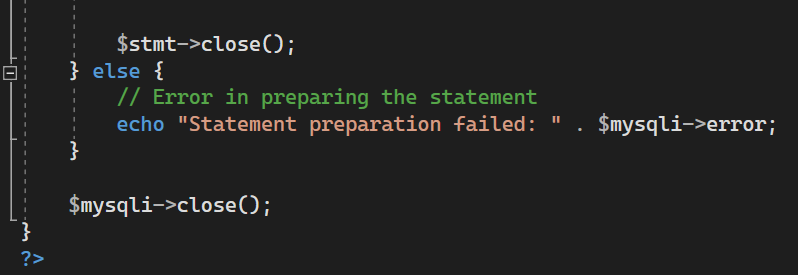 $stmt->close();
} else {
// Error in preparing the statement
echo "Statement preparation failed: " . $mysqli->error;
}
$mysqli->close();
}
?>